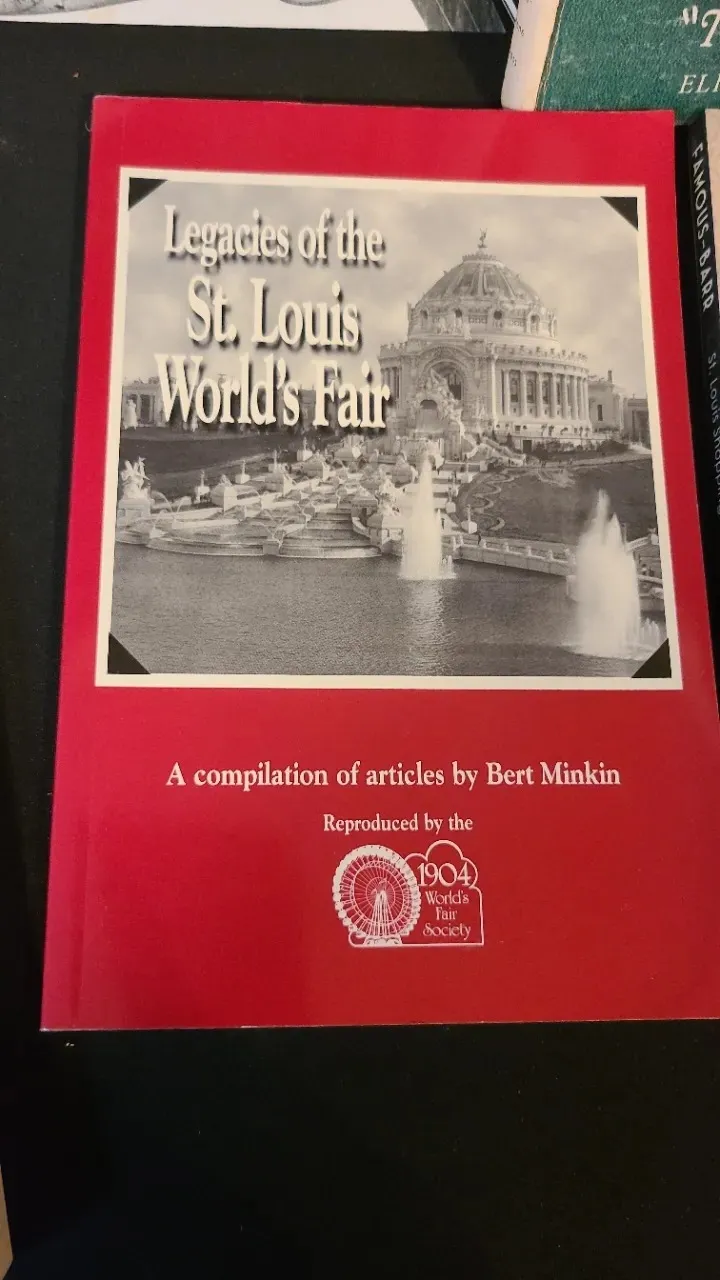 Legacies of the
St. Louis
World's Fair
A compilation of articles by Bert Minkin
Reproduced by the
1904
World's
Fair
Society
ELI
FAMOUS-BARR